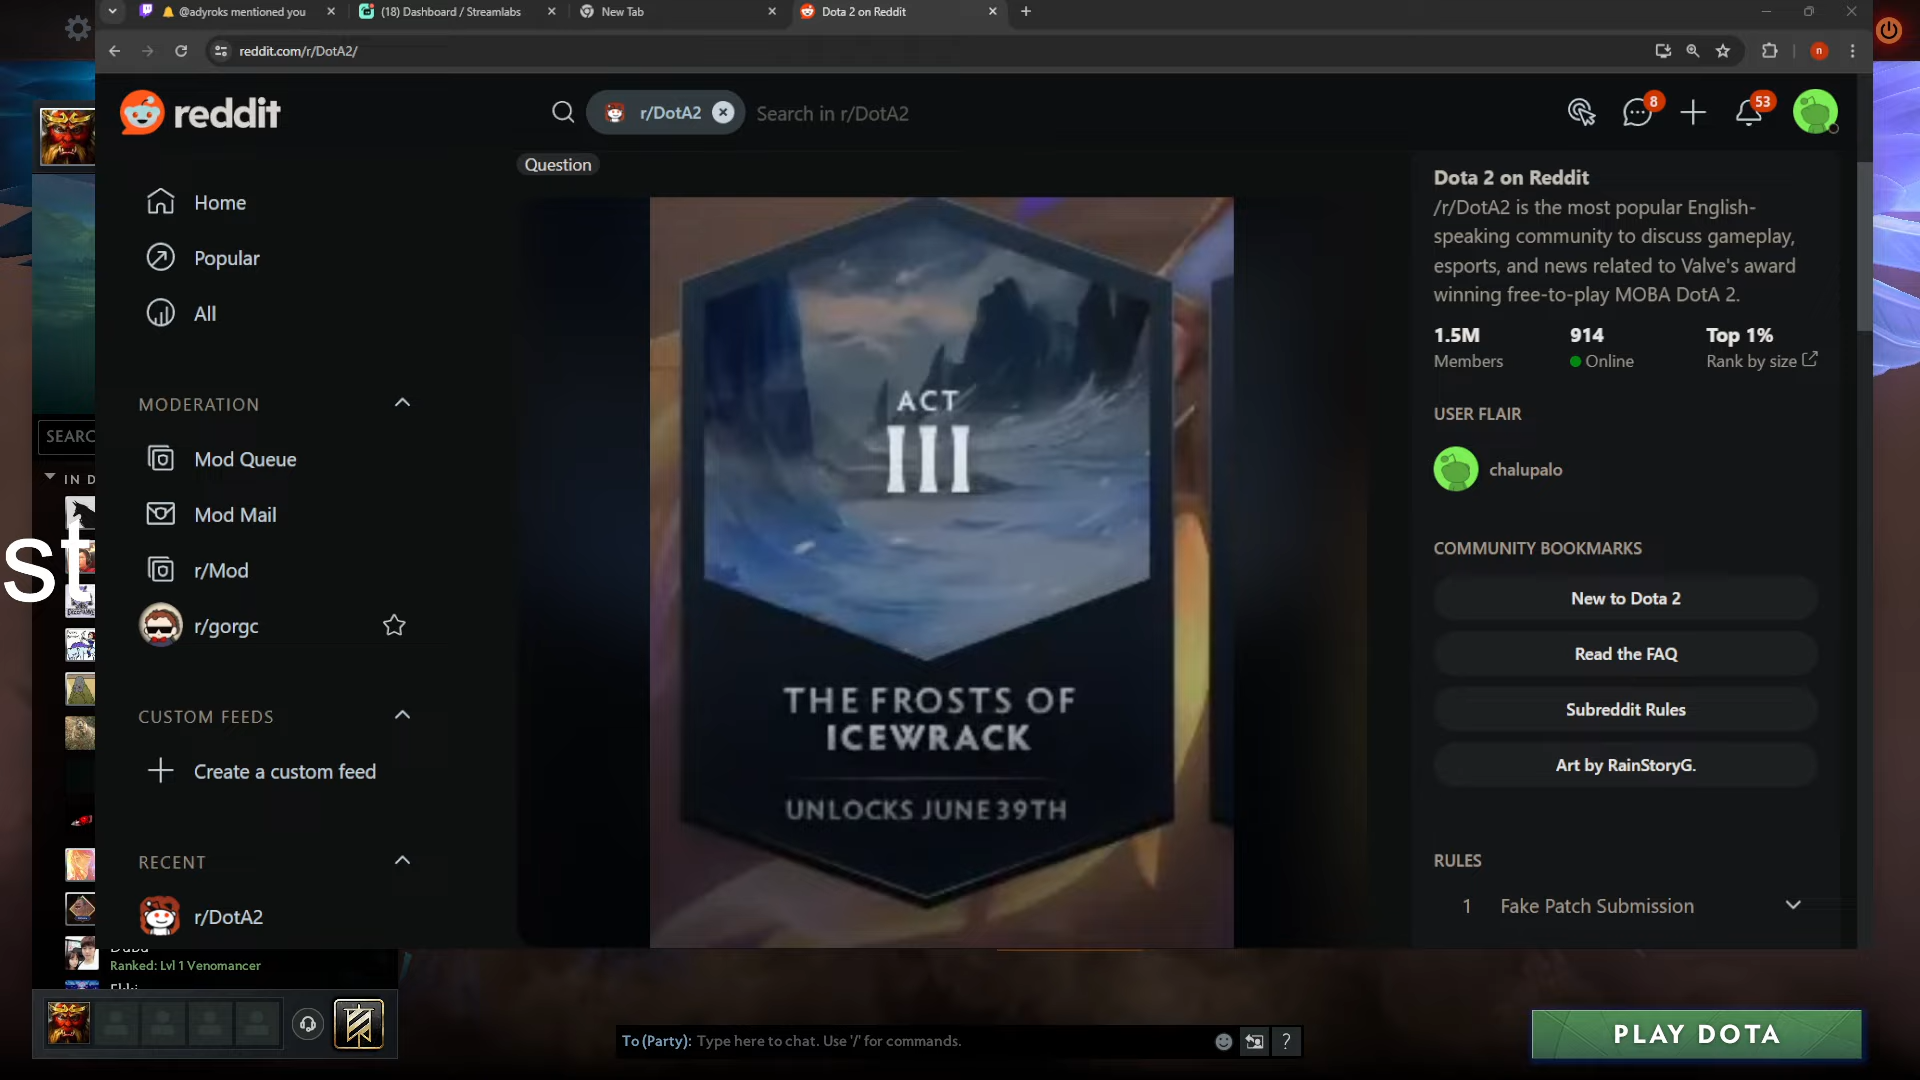 @adyroks mentioned you
(18) Dashboard / Streamlabs
New Tab
Dota 2 on Reddit
reddit.com/r/DotA2/
n
reddit
r/DotA2
Search in r/DotA2
8
53
Home
Popular
All
MODERATION
Mod Queue
Mod Mail
r/Mod
r/gorgc
CUSTOM FEEDS
Create a custom feed
RECENT
r/DotA2
Question
ACT
III
THE FROSTS OF
ICEWRACK
UNLOCKS JUNE 39TH
Dota 2 on Reddit
/r/DotA2 is the most popular English-
speaking community to discuss gameplay,
esports, and news related to Valve's award
winning free-to-play MOBA DotA 2.
1.5M
Members
914
Online
Top 1%
Rank by size
USER FLAIR
chalupalo
COMMUNITY BOOKMARKS
New to Dota 2
Read the FAQ
Subreddit Rules
Art by RainStoryG.
RULES
1 Fake Patch Submission
SEARC
IN D
st
Ranked: Lvl 1 Venomancer
To (Party): Type here to chat. Use '/' for commands.
?
PLAY DOTA